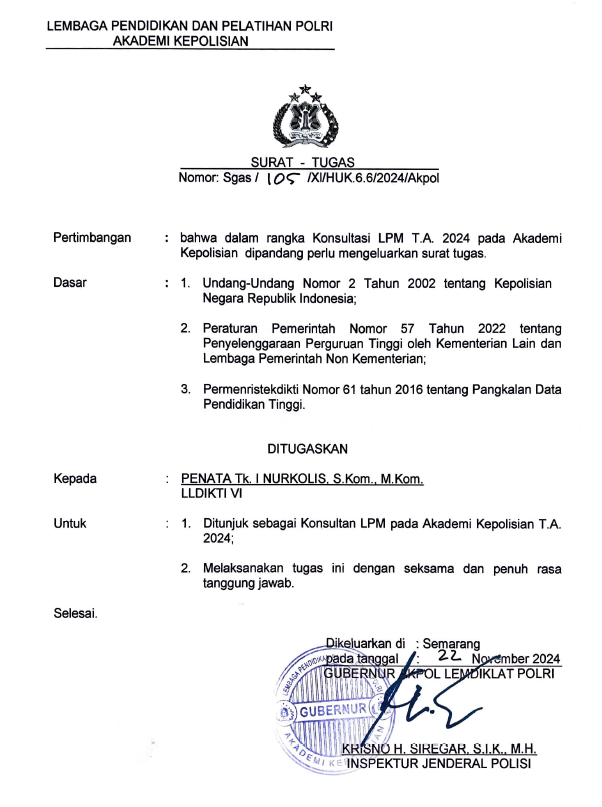 LEMBAGA PENDIDIKAN DAN PELATIHAN POLRI
AKADEMI KEPOLISIAN
SURAT - TUGAS
Nomor: Sgas / 105 /XI/HUK.6.6/2024/Akpol
Pertimbangan : bahwa dalam rangka Konsultasi LPM T.A. 2024 pada Akademi
Kepolisian dipandang perlu mengeluarkan surat tugas.
Dasar : 1. Undang-Undang Nomor 2 Tahun 2002 tentang Kepolisian
Negara Republik Indonesia;
2. Peraturan Pemerintah Nomor 57 Tahun 2022 tentang
Penyelenggaraan Perguruan Tinggi oleh Kementerian Lain dan
Lembaga Pemerintah Non Kementerian;
3. Permenristekdikti Nomor 61 tahun 2016 tentang Pangkalan Data
Pendidikan Tinggi.
DITUGASKAN
Kepada : PENATA Tk. I NURKOLIS, S.Kom., M.Kom.
LLDIKTI VI
Untuk : 1. Ditunjuk sebagai Konsultan LPM pada Akademi Kepolisian T.A.
2024;
2. Melaksanakan tugas ini dengan seksama dan penuh rasa
tanggung jawab.
Selesai.
Dikeluarkan di : Semarang
pada tanggal : 22 November 2024
GUBERNUR AKPOL LEMDIKLAT POLRI
GUBERNUR
AKADEMI KEPOLISIAN
KRISNO H. SIREGAR, S.I.K., M.H.
INSPEKTUR JENDERAL POLISI